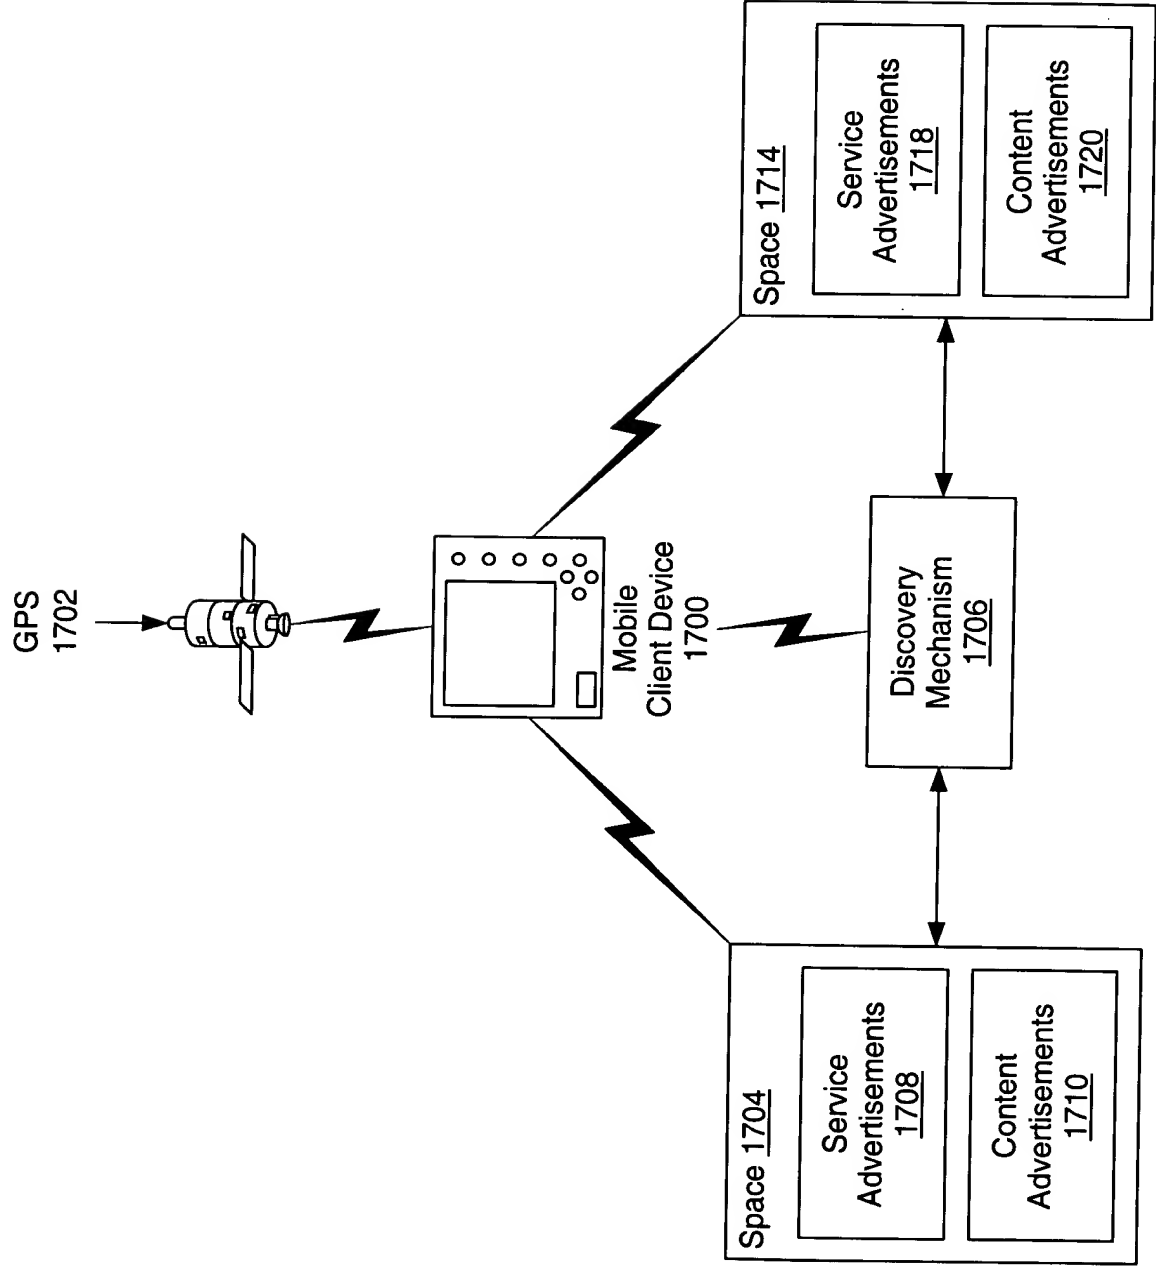 GPS
1702
Mobile
Client Device
1700
Discovery
Mechanism
1706
Space 1704
Service
Advertisements
1708
Content
Advertisements
1710
Space 1714
Service
Advertisements
1718
Content
Advertisements
1720